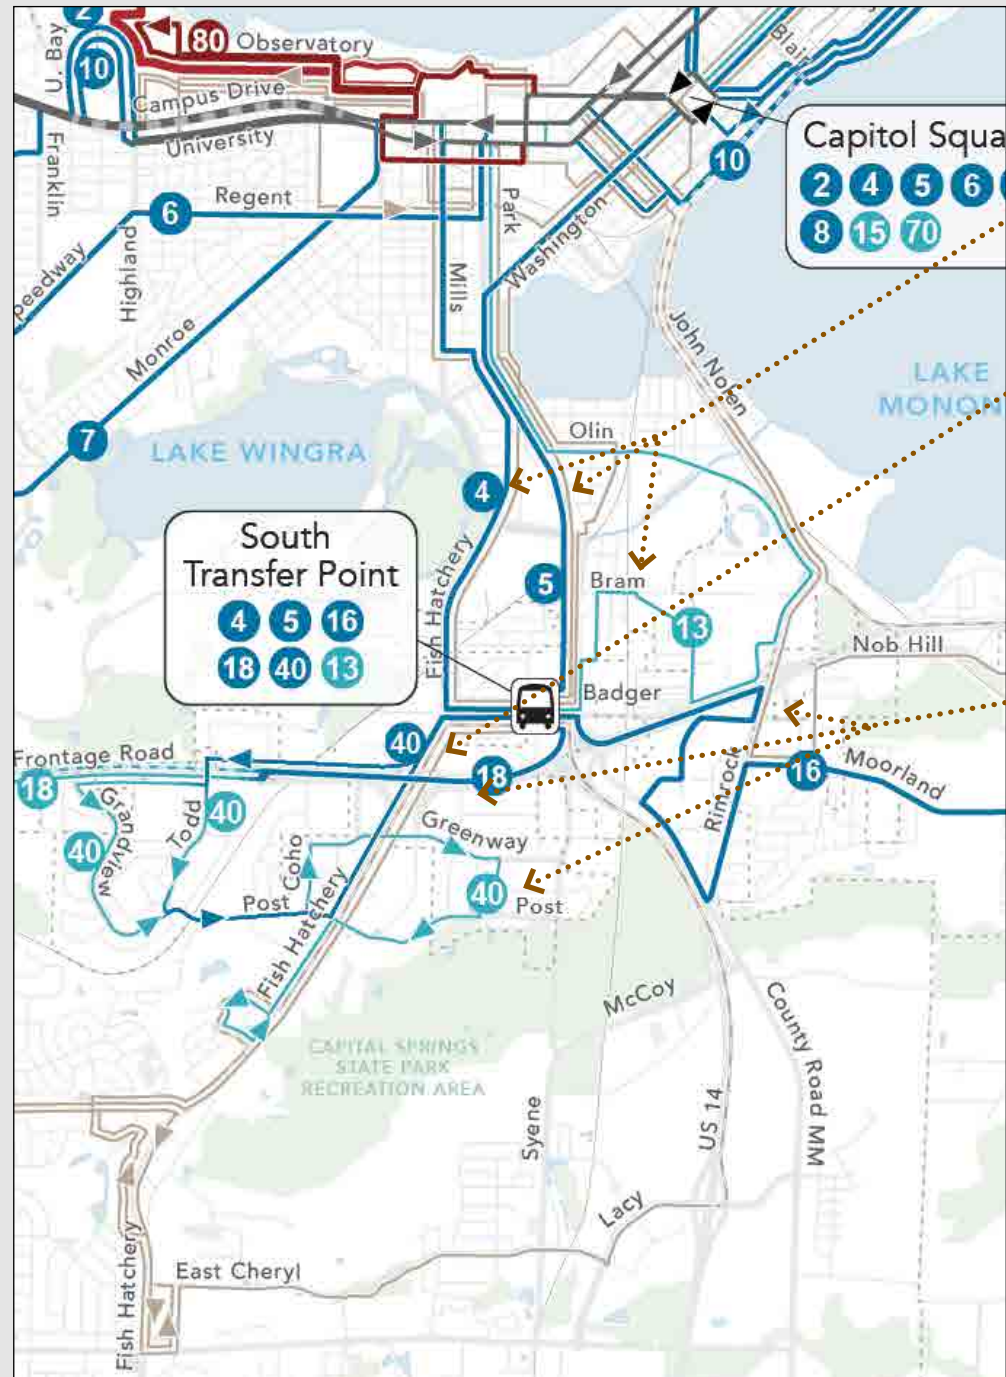 2
180
Observatory
U. Bay
10
Campus Drive
University
Blair
Franklin
Capitol Squa
2 4 5 6
8 15 70
10
Regent
6
Park
Washington
Highland
peedway
Mills
Monroe
John Nolen
LAKE
MONON
7
LAKE WINGRA
Olin
4
South
Transfer Point
4 5 16
18 40 13
Fish Hatchery
5
Bram
13
Nob Hill
Badger
Frontage Road
40
18
18
16
Moorland
Rimrock
Grandview
Todd
40
40
Coho
Greenway
Post
40
Post
Fish Hatchery
McCoy
County Road MM
CAPITAL SPRINGS
STATE PARK
RECREATION AREA
Syene
US 14
Lacy
Fish Hatchery
East Cheryl